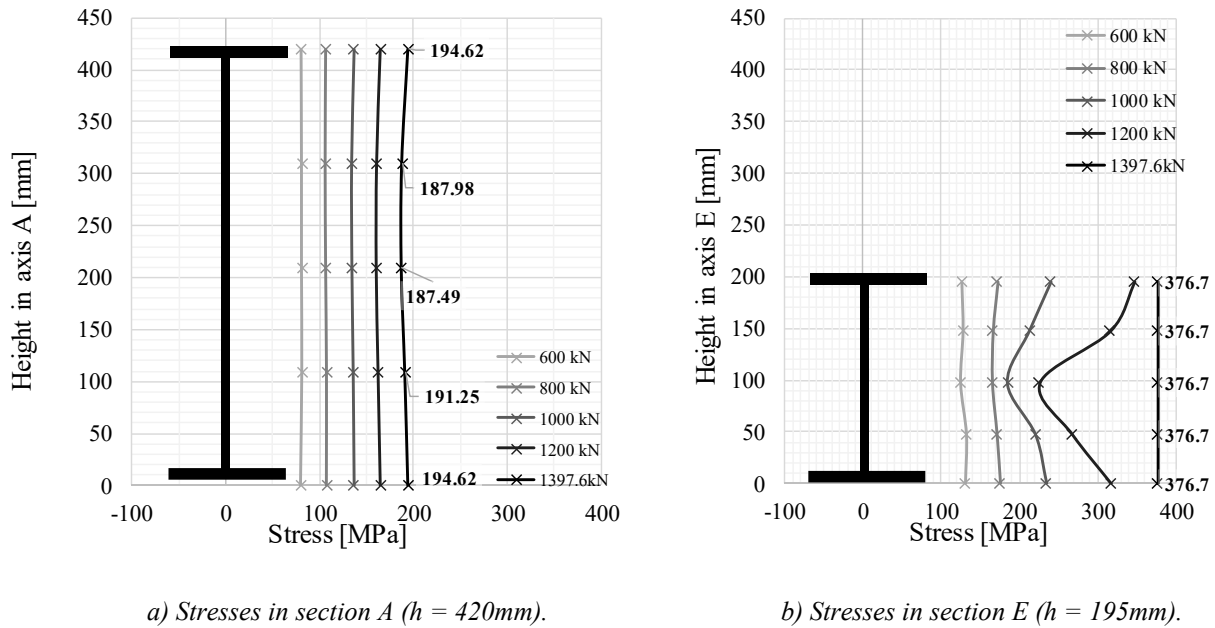 450
400
350
300
250
200
150
100
50
0
Height in axis A [mm]
194.62
187.98
187.49
191.25
194.62
600 kN
800 kN
1000 kN
1200 kN
1397.6kN
-100 0 100 200 300 400
Stress [MPa]
a) Stresses in section A (h = 420mm).
450
400
350
300
250
200
150
100
50
0
Height in axis E [mm]
600 kN
800 kN
1000 kN
1200 kN
1397.6kN
376.7
376.7
376.7
376.7
376.7
-100 0 100 200 300 400
Stress [MPa]
b) Stresses in section E (h = 195mm).